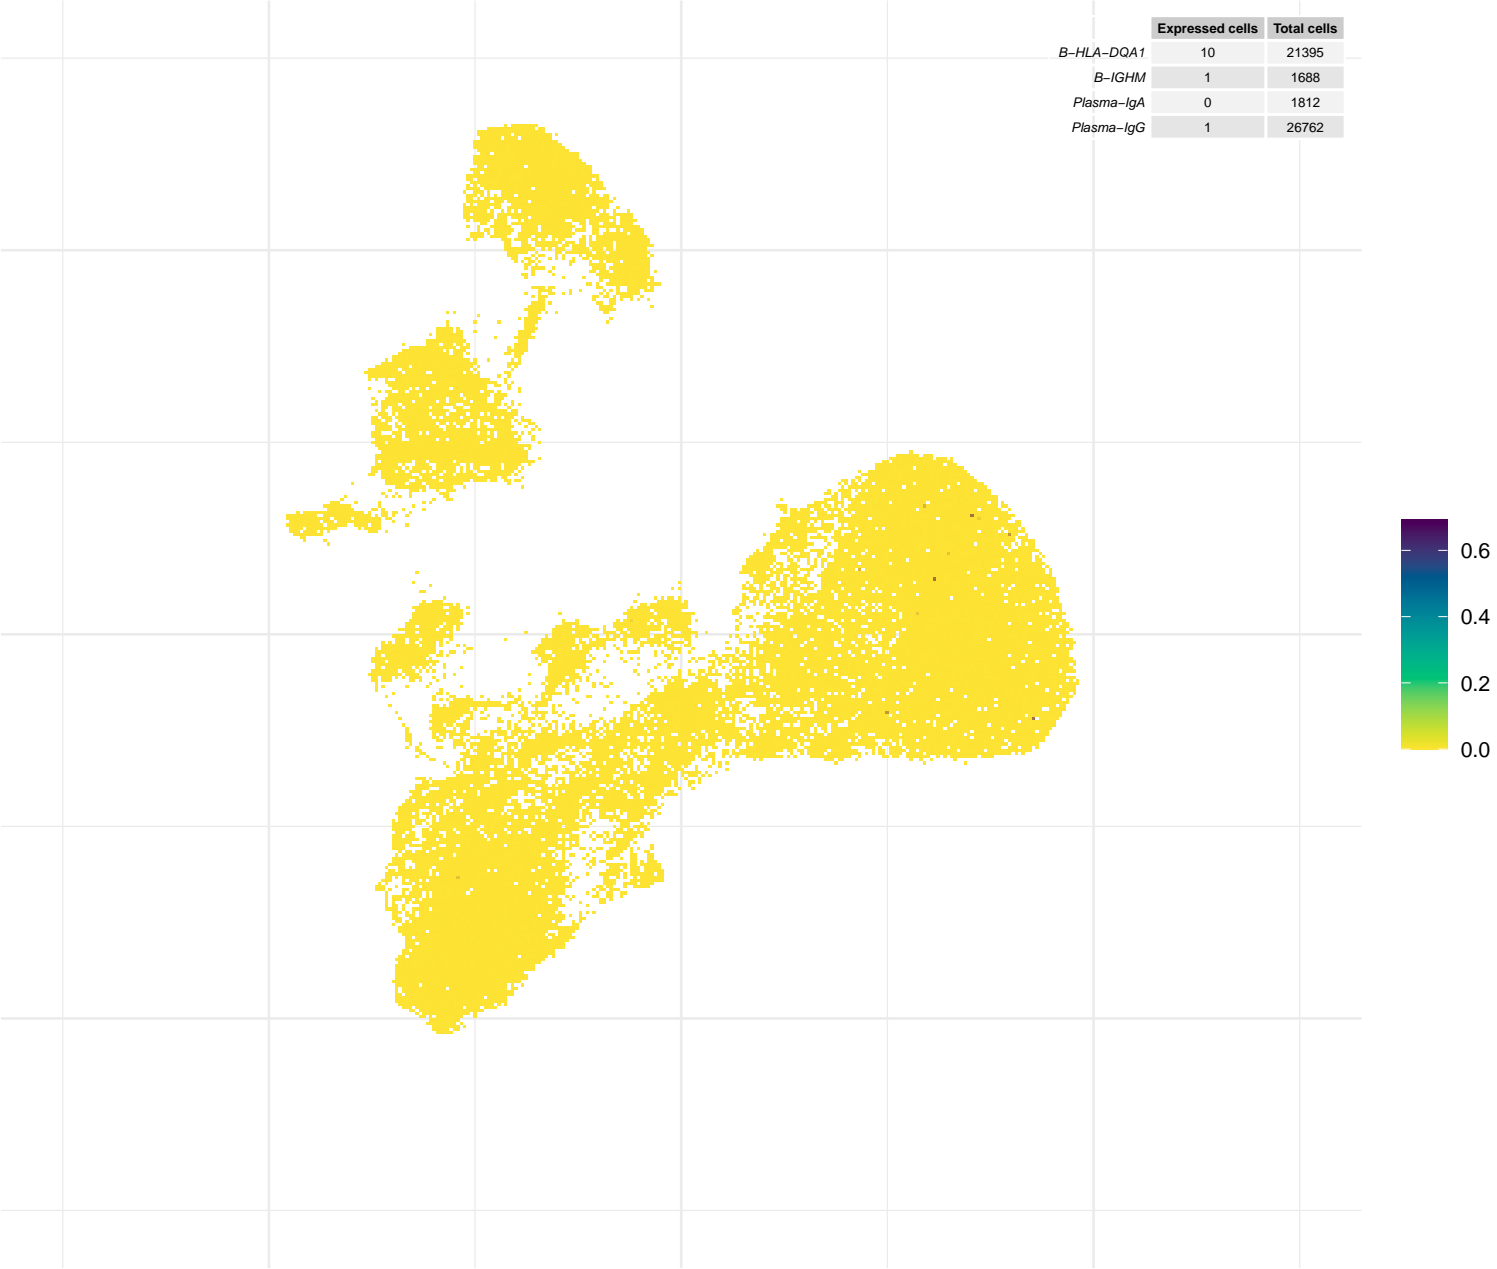 Expressed cells Total cells
B−HLA−DQA1 10 21395
B−IGHM 1 1688
Plasma−IgA 0 1812
Plasma−IgG 1 26762
0.6
0.4
0.2
0.0